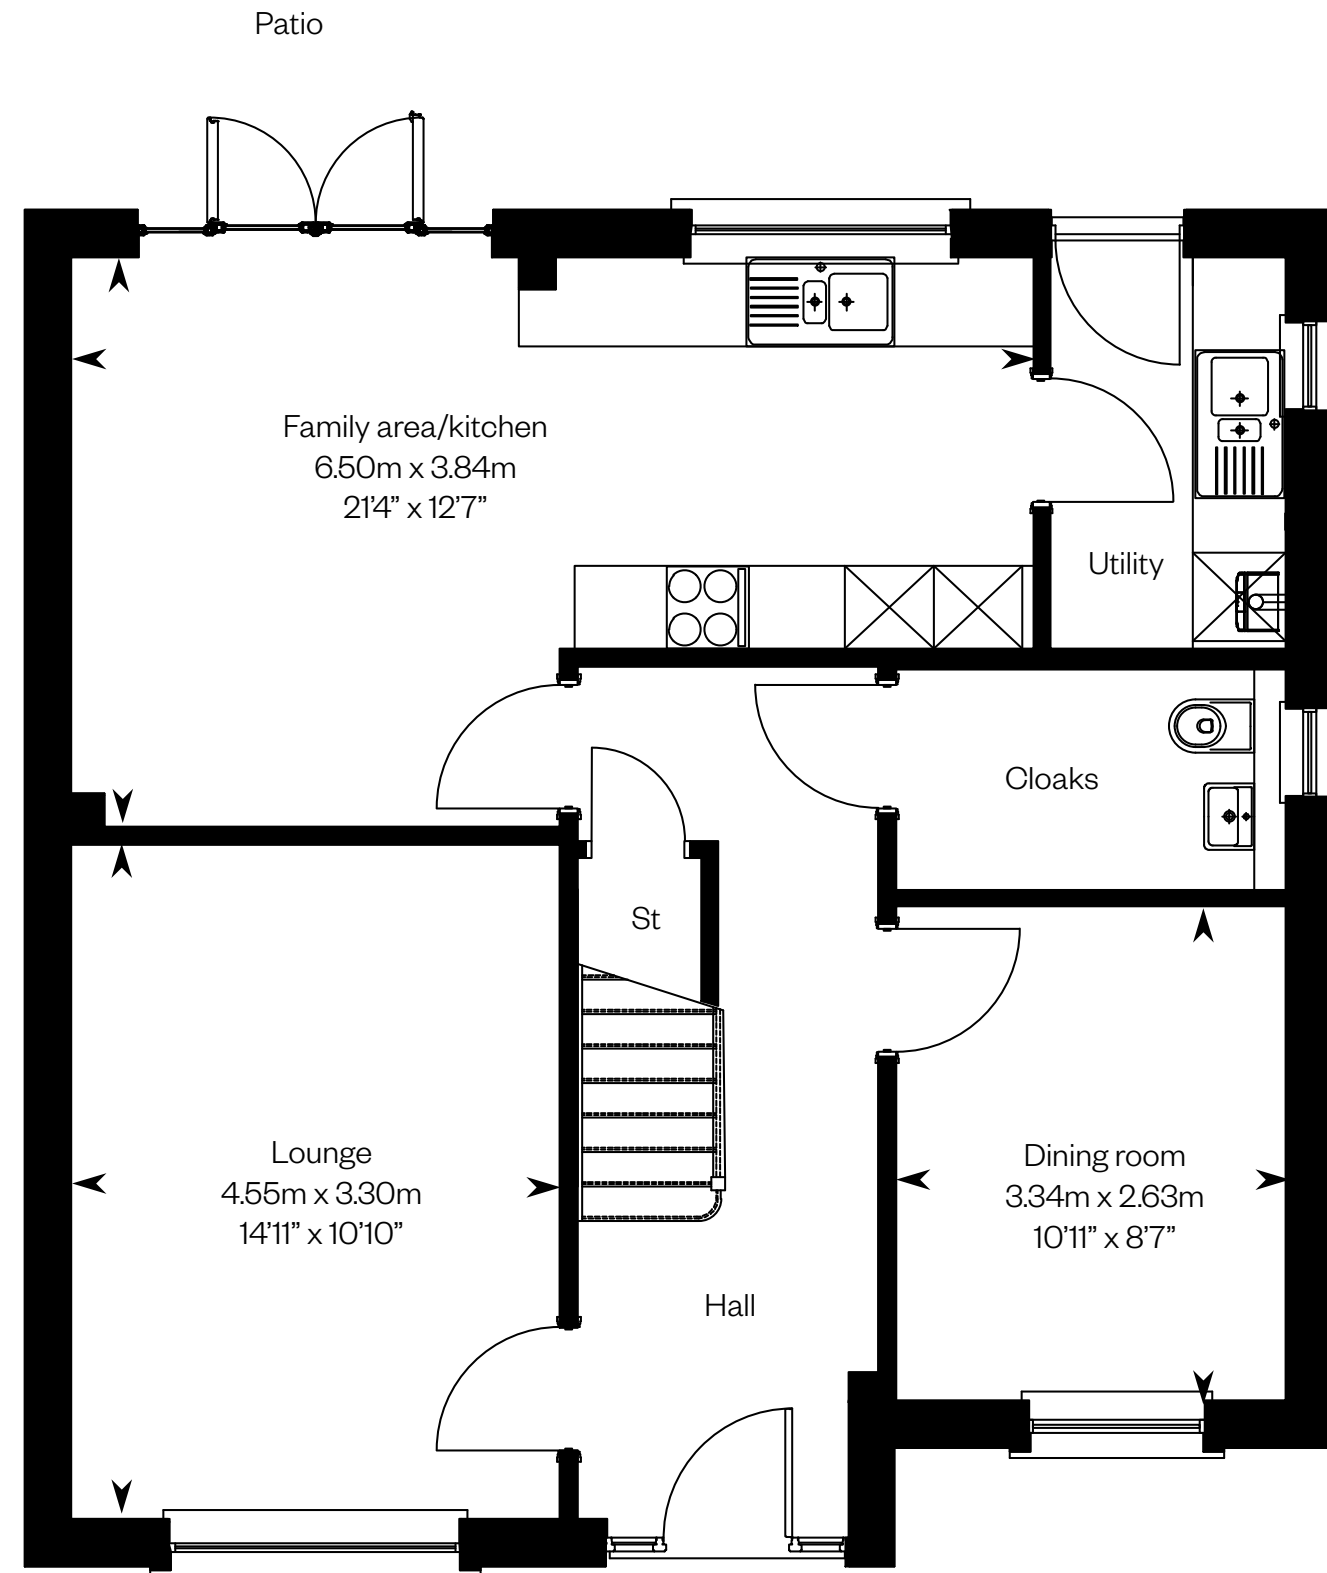 Patio
Family area/kitchen
6.50m x 3.84m
21'4” x 12'7”
Utility
Cloaks
St
Lounge
4.55m x 3.30m
14'11” x 10'10”
Dining room
3.34m x 2.63m
10'11” x 8'7”
Hall